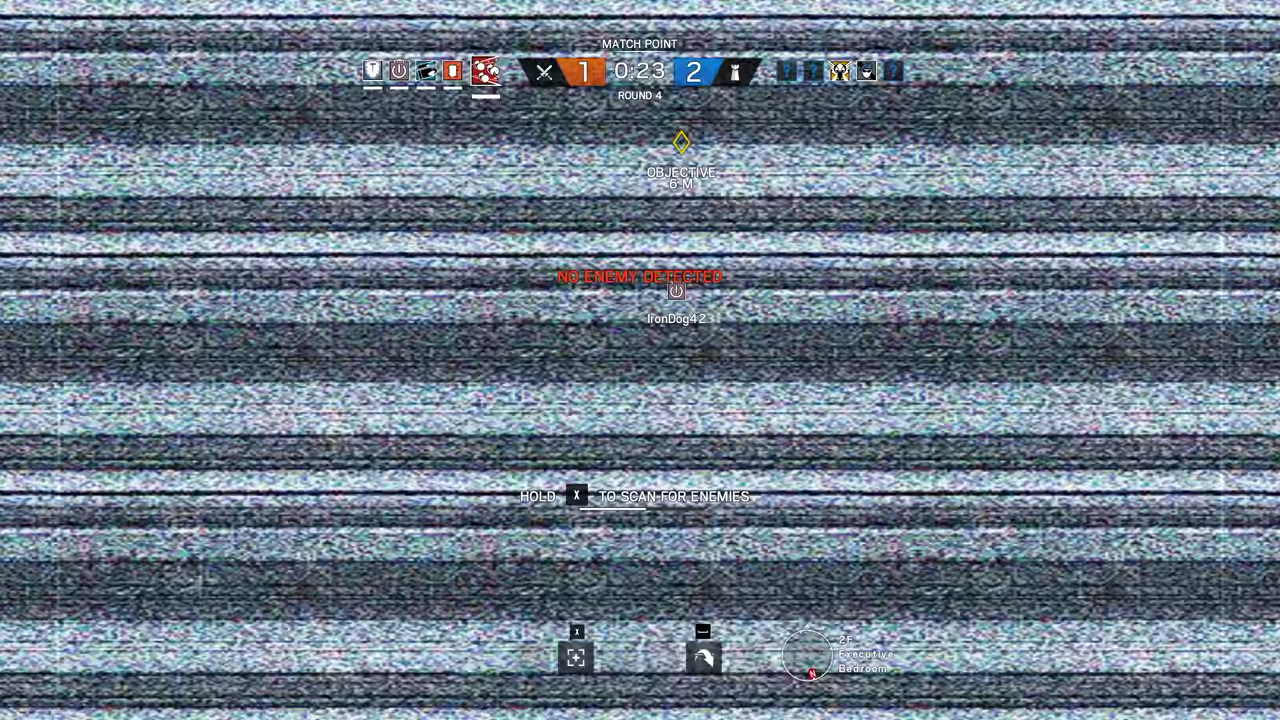 MATCH POINT
1 0:23 2
ROUND 4
? ? ?
OBJECTIVE
6 M
NO ENEMY DETECTED
IronDog42
HOLD X TO SCAN FOR ENEMIES
X
N
2F
Executive
Bedroom